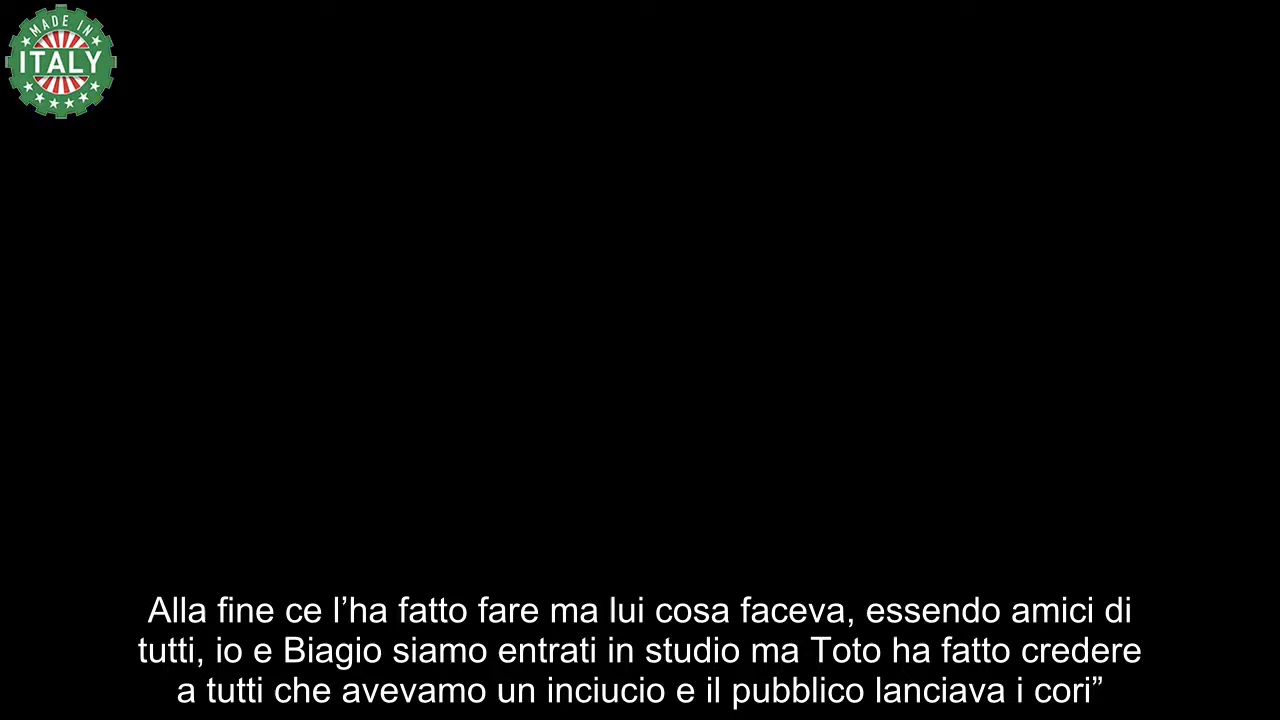 MADE IN
ITALY
Alla fine ce l’ha fatto fare ma lui cosa faceva, essendo amici di
tutti, io e Biagio siamo entrati in studio ma Toto ha fatto credere
a tutti che avevamo un inciucio e il pubblico lanciava i cori”